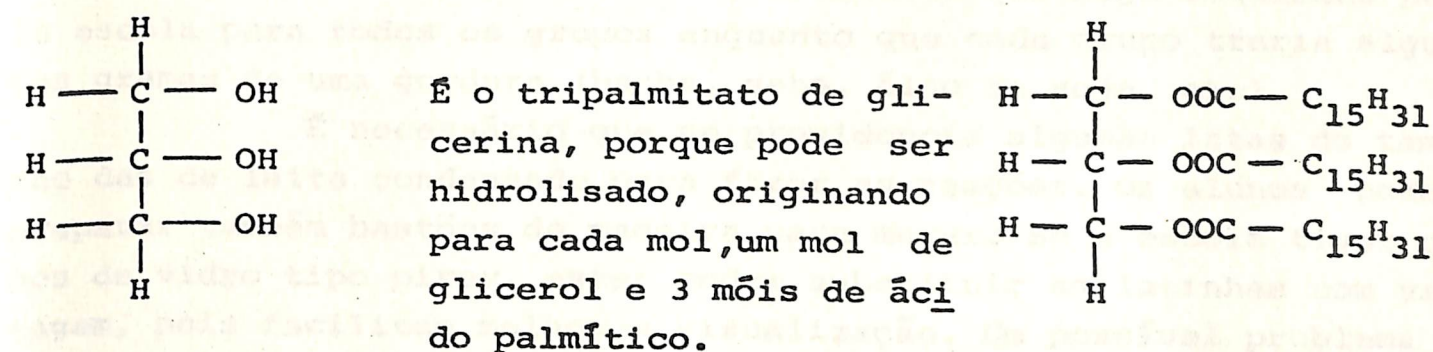 H
H — C — OH
H — C — OH
H — C — OH
H
É o tripalmitato de gli-
cerina, porque pode ser
hidrolisado, originando
para cada mol,um mol de
glicerol e 3 móis de áci
do palmítico.
H
H — C — OOC — C15H31
H — C — OOC — C15H31
H — C — OOC — C15H31
H